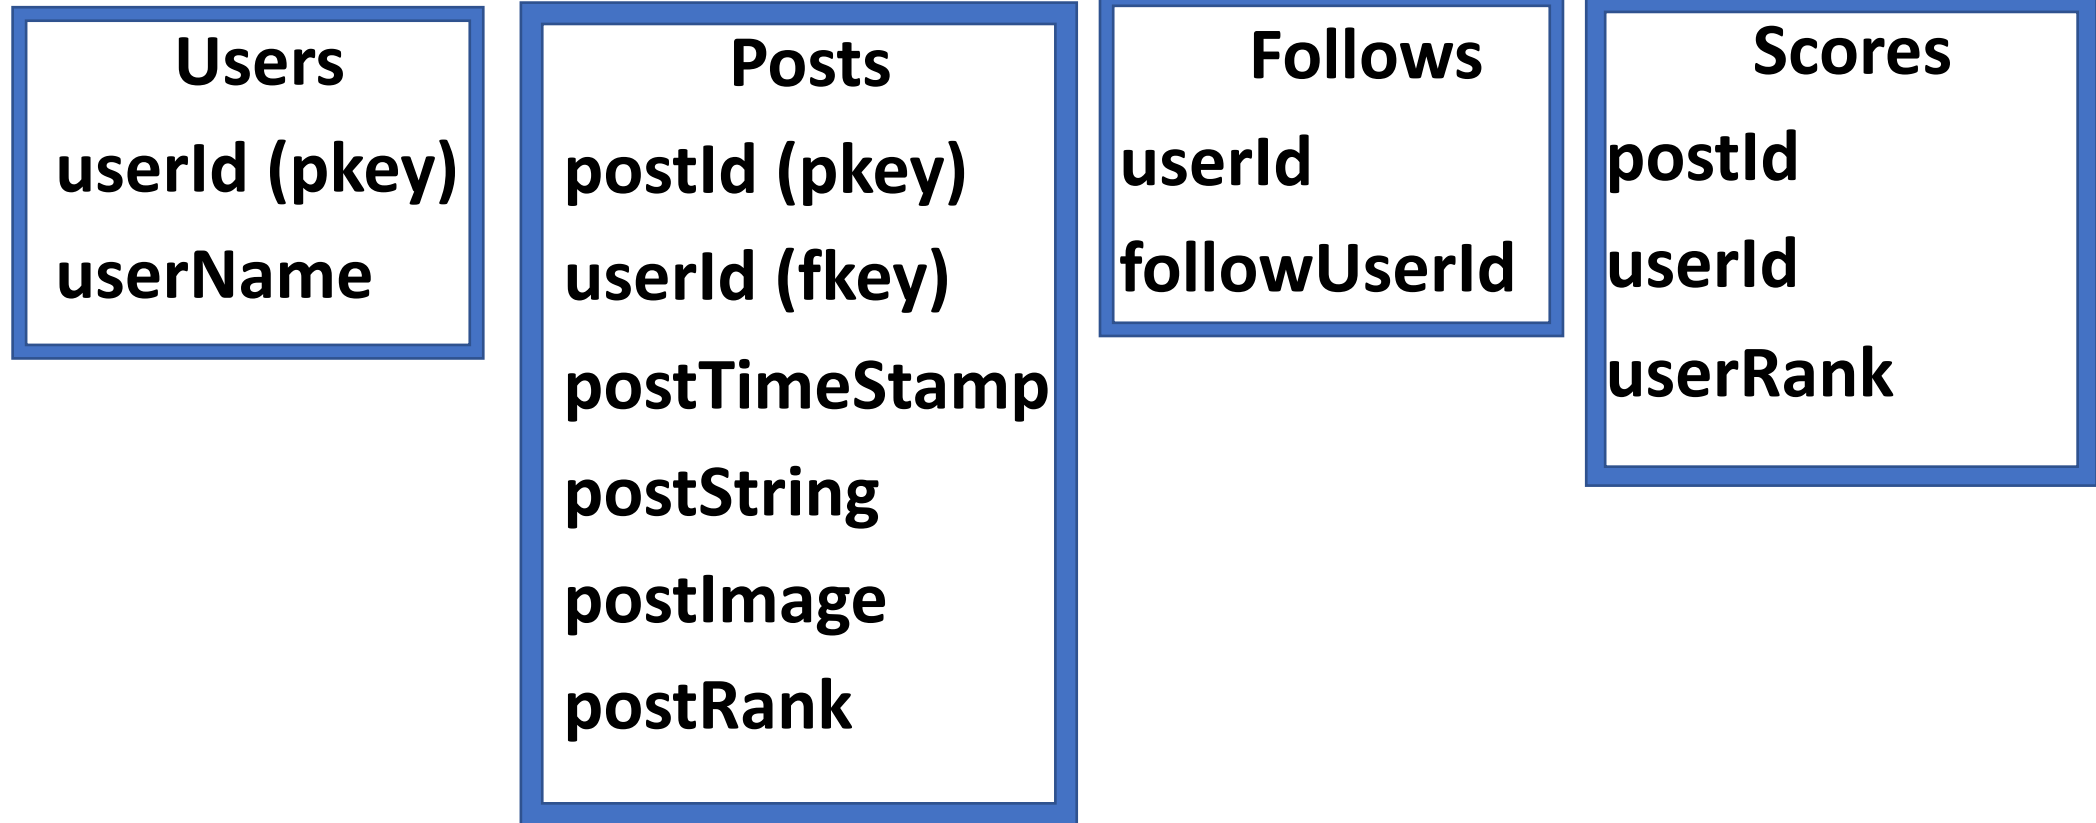 Users
userId (pkey)
userName
Posts
postId (pkey)
userId (fkey)
postTimeStamp
postString
postImage
postRank
Follows
userId
followUserId
Scores
postId
userId
userRank